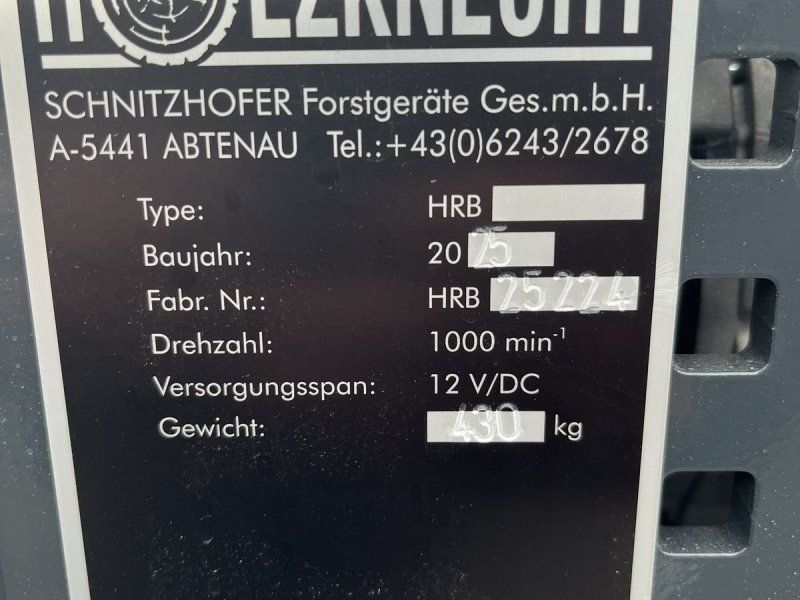 HOLZKNECHT
SCHNITZHOFER Forstgeräte Ges.m.b.H.
A-5441 ABTENAU Tel.:+43(0)6243/2678
Type: HRB
Baujahr: 2025
Fabr. Nr.: HRB 25224
Drehzahl: 1000 min-1
Versorgungsspan: 12 V/DC
Gewicht: 430 kg